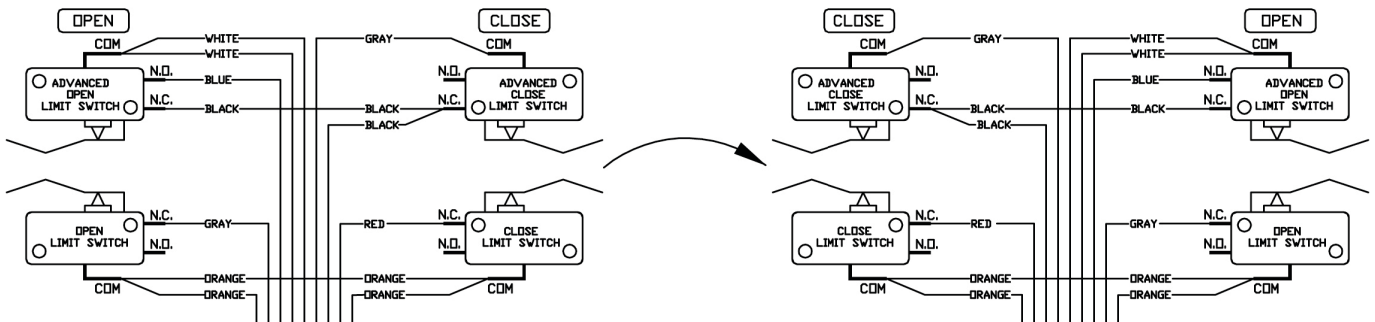 OPEN
CLOSE
CLOSE
OPEN
COM
WHITE
WHITE
GRAY
COM
COM
GRAY
WHITE
WHITE
COM
ADVANCED
OPEN
LIMIT SWITCH
N.O.
BLUE
N.C.
BLACK
BLACK
BLACK
N.O.
N.C.
ADVANCED
CLOSE
LIMIT SWITCH
ADVANCED
CLOSE
LIMIT SWITCH
N.O.
N.C.
BLACK
BLACK
BLUE
BLACK
N.O.
N.C.
ADVANCED
OPEN
LIMIT SWITCH
OPEN
LIMIT SWITCH
N.C.
GRAY
N.O.
RED
N.C.
N.O.
CLOSE
LIMIT SWITCH
CLOSE
LIMIT SWITCH
N.C.
RED
N.O.
GRAY
N.C.
N.O.
OPEN
LIMIT SWITCH
COM
ORANGE
ORANGE
ORANGE
ORANGE
COM
COM
ORANGE
ORANGE
ORANGE
ORANGE
COM